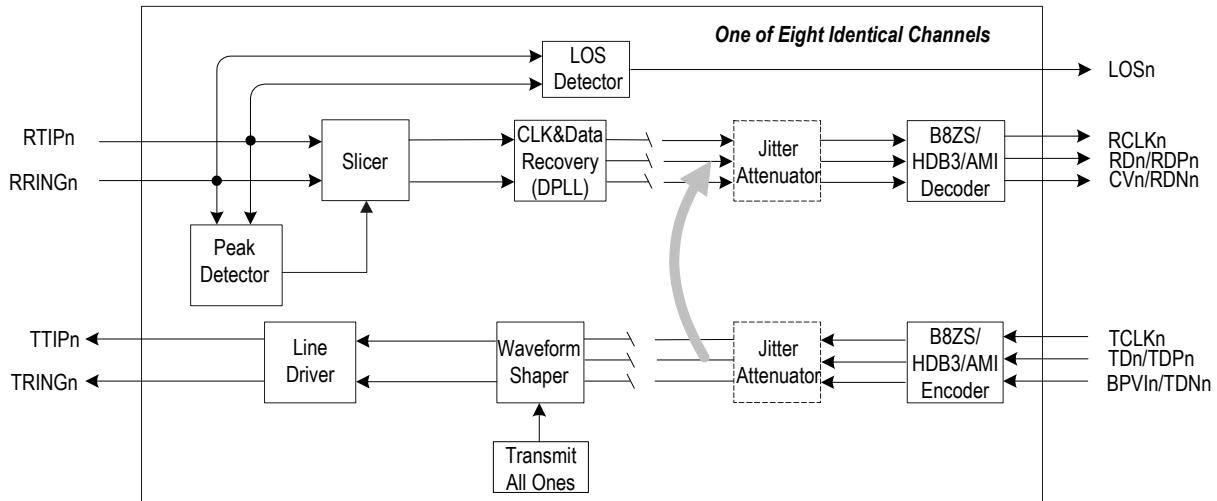 One of Eight Identical Channels
LOS
Detector
LOSn
RTIPn
RRINGn
Slicer
CLK&Data
Recovery
(DPLL)
Jitter
Attenuator
B8ZS/
HDB3/AMI
Decoder
RCLKn
RDn/RDPn
CVn/RDNn
Peak
Detector
TTIPn
TRINGn
Line
Driver
Waveform
Shaper
Jitter
Attenuator
B8ZS/
HDB3/AMI
Encoder
TCLKn
TDn/TDPn
BPVIn/TDNn
Transmit
All Ones